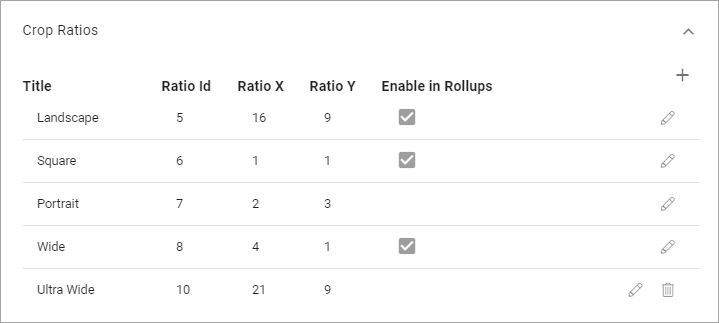 Crop Ratios
Title Ratio Id Ratio X Ratio Y Enable in Rollups
Landscape 5 16 9
Square 6 1 1
Portrait 7 2 3
Wide 8 4 1
Ultra Wide 10 21 9